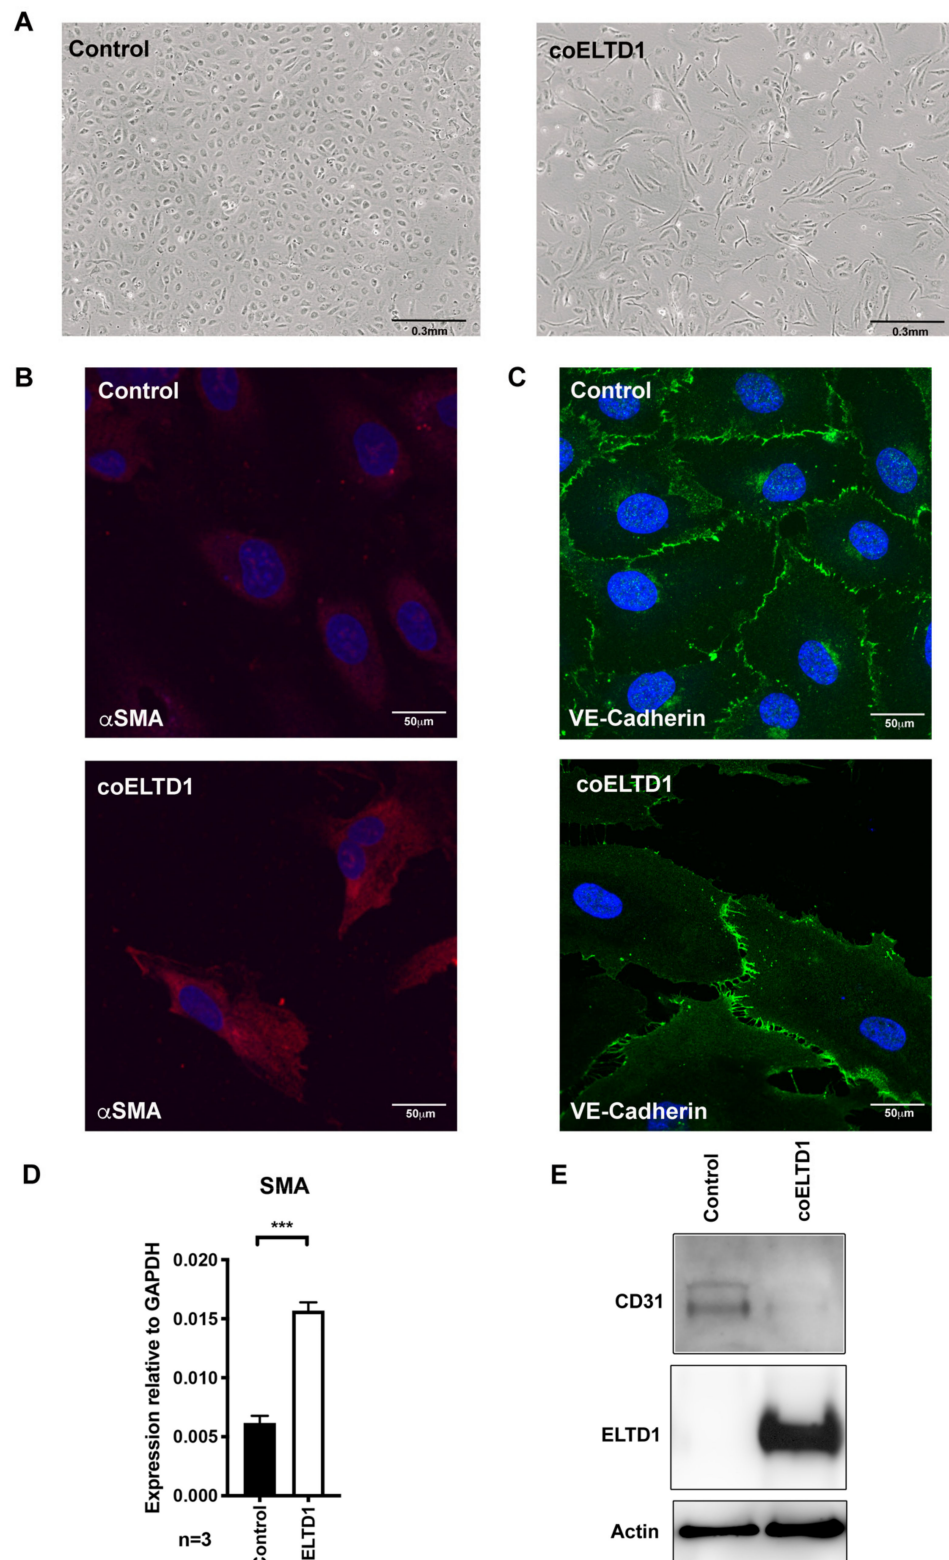 A
Control
coELTD1
0.3mm
0.3mm
B
Control
αSMA
50μm
C
Control
VE-Cadherin
50μm
coELTD1
αSMA
50μm
coELTD1
VE-Cadherin
50μm
D
SMA
***
Expression relative to GAPDH
0.020
0.015
0.010
0.005
0.000
n=3
ELTD1
E
Control
coELTD1
CD31
ELTD1
Actin